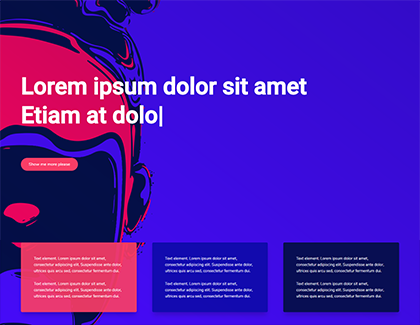 Lorem ipsum dolor sit amet
Etiam at dolo|
Show me more please
Text element. Lorem ipsum dolor sit amet,
consectetur adipiscing elit. Suspendisse ante dolor,
ultrices quis arcu sed, consectetur fermentum dui.
Text element. Lorem ipsum dolor sit amet,
consectetur adipiscing elit. Suspendisse ante dolor,
ultrices quis arcu sed, consectetur fermentum dui.
Text element. Lorem ipsum dolor sit amet,
consectetur adipiscing elit. Suspendisse ante dolor,
ultrices quis arcu sed, consectetur fermentum dui.
Text element. Lorem ipsum dolor sit amet,
consectetur adipiscing elit. Suspendisse ante dolor,
ultrices quis arcu sed, consectetur fermentum dui.
Text element. Lorem ipsum dolor sit amet,
consectetur adipiscing elit. Suspendisse ante dolor,
ultrices quis arcu sed, consectetur fermentum dui.
Text element. Lorem ipsum dolor sit amet,
consectetur adipiscing elit. Suspendisse ante dolor,
ultrices quis arcu sed, consectetur fermentum dui.